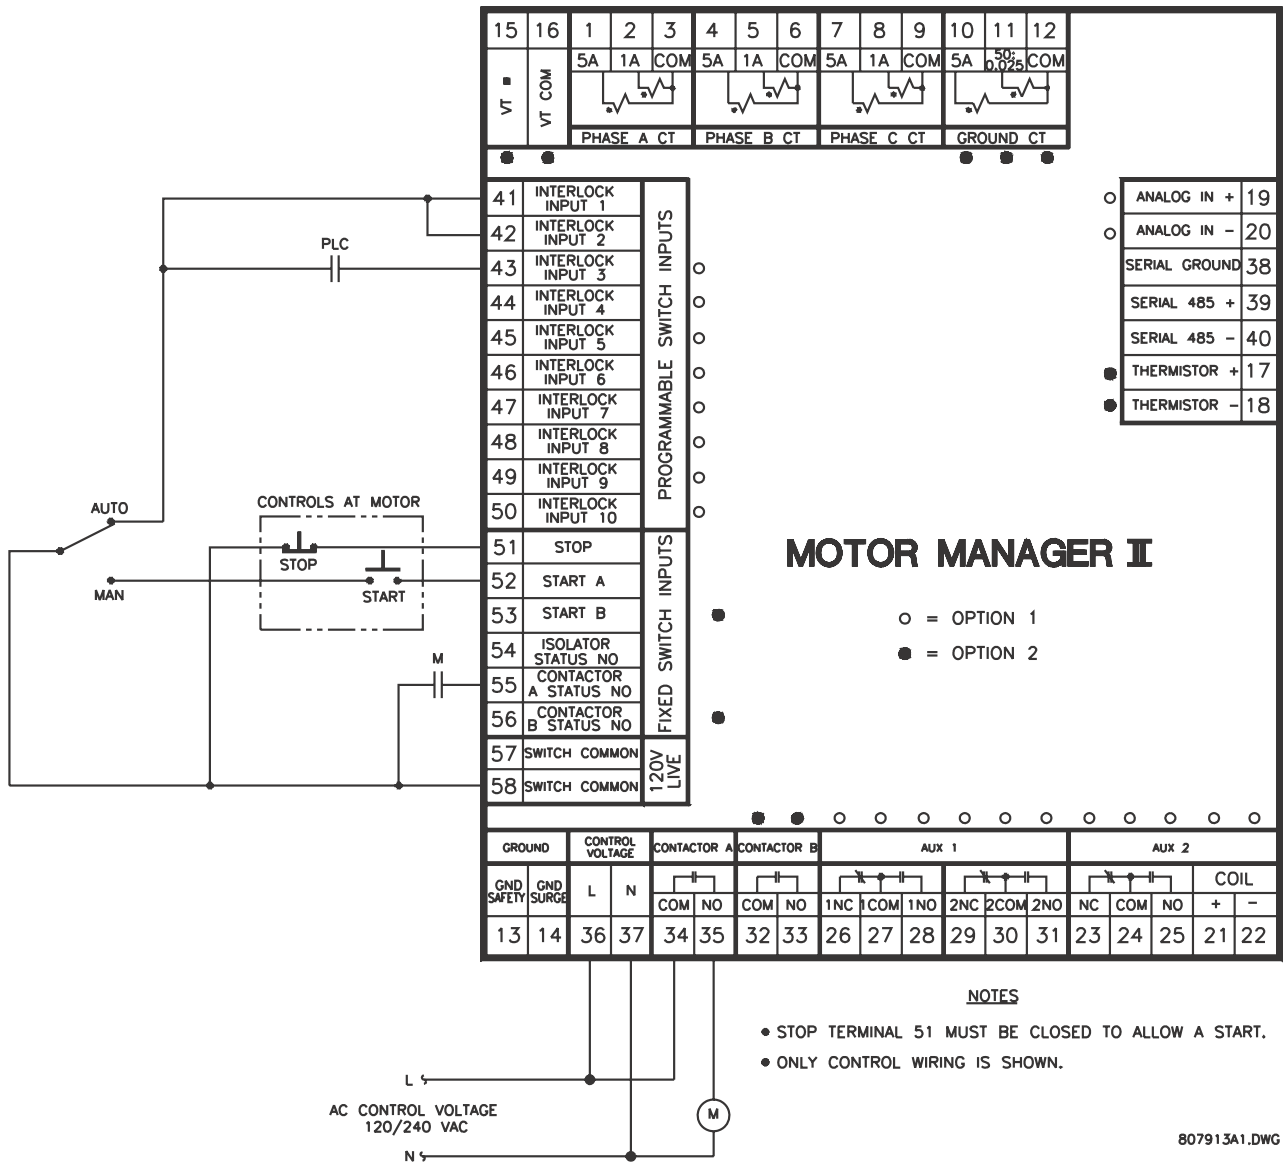 15 16 1 2 3 4 5 6 7 8 9 10 11 12
5A 1A COM 5A 1A COM 5A 1A COM 5A 50:0.025 COM
VT ■
VT COM
PHASE A CT
PHASE B CT
PHASE C CT
GROUND CT
41 INTERLOCK INPUT 1
42 INTERLOCK INPUT 2
43 INTERLOCK INPUT 3
44 INTERLOCK INPUT 4
45 INTERLOCK INPUT 5
46 INTERLOCK INPUT 6
47 INTERLOCK INPUT 7
48 INTERLOCK INPUT 8
49 INTERLOCK INPUT 9
50 INTERLOCK INPUT 10
PROGRAMMABLE SWITCH INPUTS
51 STOP
52 START A
53 START B
54 ISOLATOR STATUS NO
55 CONTACTOR A STATUS NO
56 CONTACTOR B STATUS NO
FIXED SWITCH INPUTS
57 SWITCH COMMON
58 SWITCH COMMON
120V LIVE
ANALOG IN + 19
ANALOG IN - 20
SERIAL GROUND 38
SERIAL 485 + 39
SERIAL 485 - 40
THERMISTOR + 17
THERMISTOR - 18
PLC
AUTO
MAN
CONTROLS AT MOTOR
STOP
START
M
MOTOR MANAGER II
○ = OPTION 1
● = OPTION 2
GROUND
CONTROL VOLTAGE
CONTACTOR A
CONTACTOR B
AUX 1
AUX 2
GND SAFETY
GND SURGE
L
N
COIL
COM NO COM NO 1NC 1COM 1NO 2NC 2COM 2NO NC COM NO + -
13 14 36 37 34 35 32 33 26 27 28 29 30 31 23 24 25 21 22
NOTES
● STOP TERMINAL 51 MUST BE CLOSED TO ALLOW A START.
● ONLY CONTROL WIRING IS SHOWN.
L
AC CONTROL VOLTAGE
120/240 VAC
N
M
807913A1.DWG